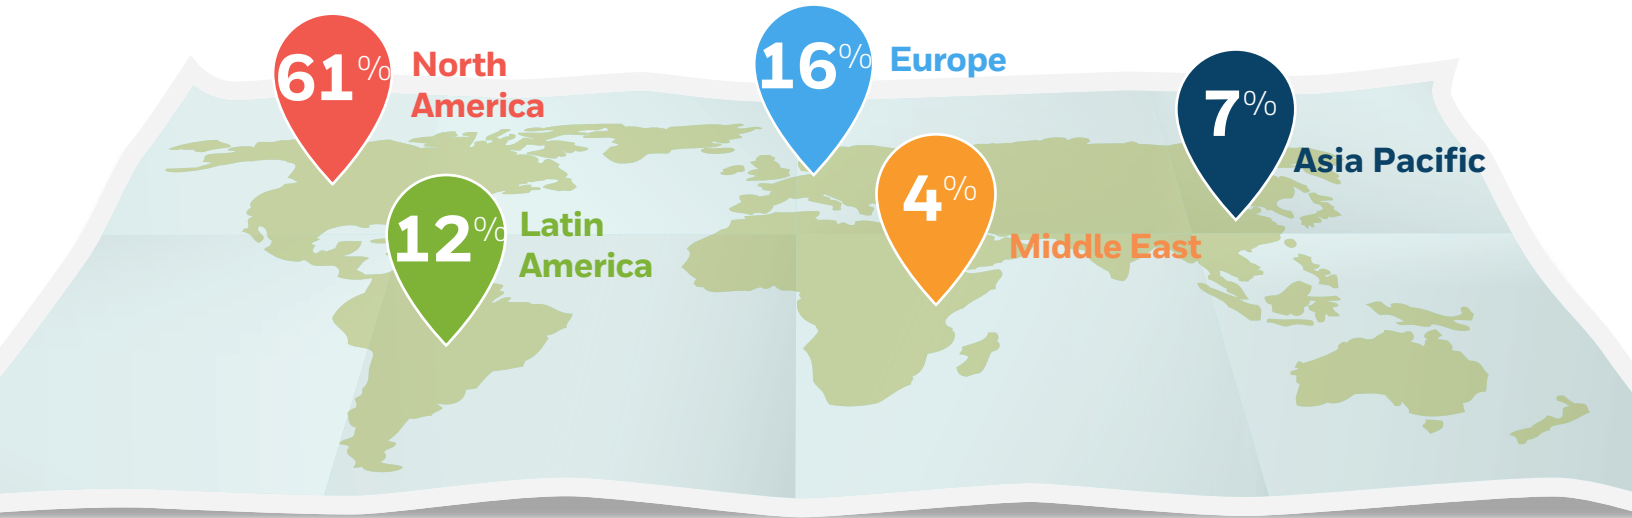 61%
North
America
12%
Latin
America
16%
Europe
4%
Middle East
7%
Asia Pacific